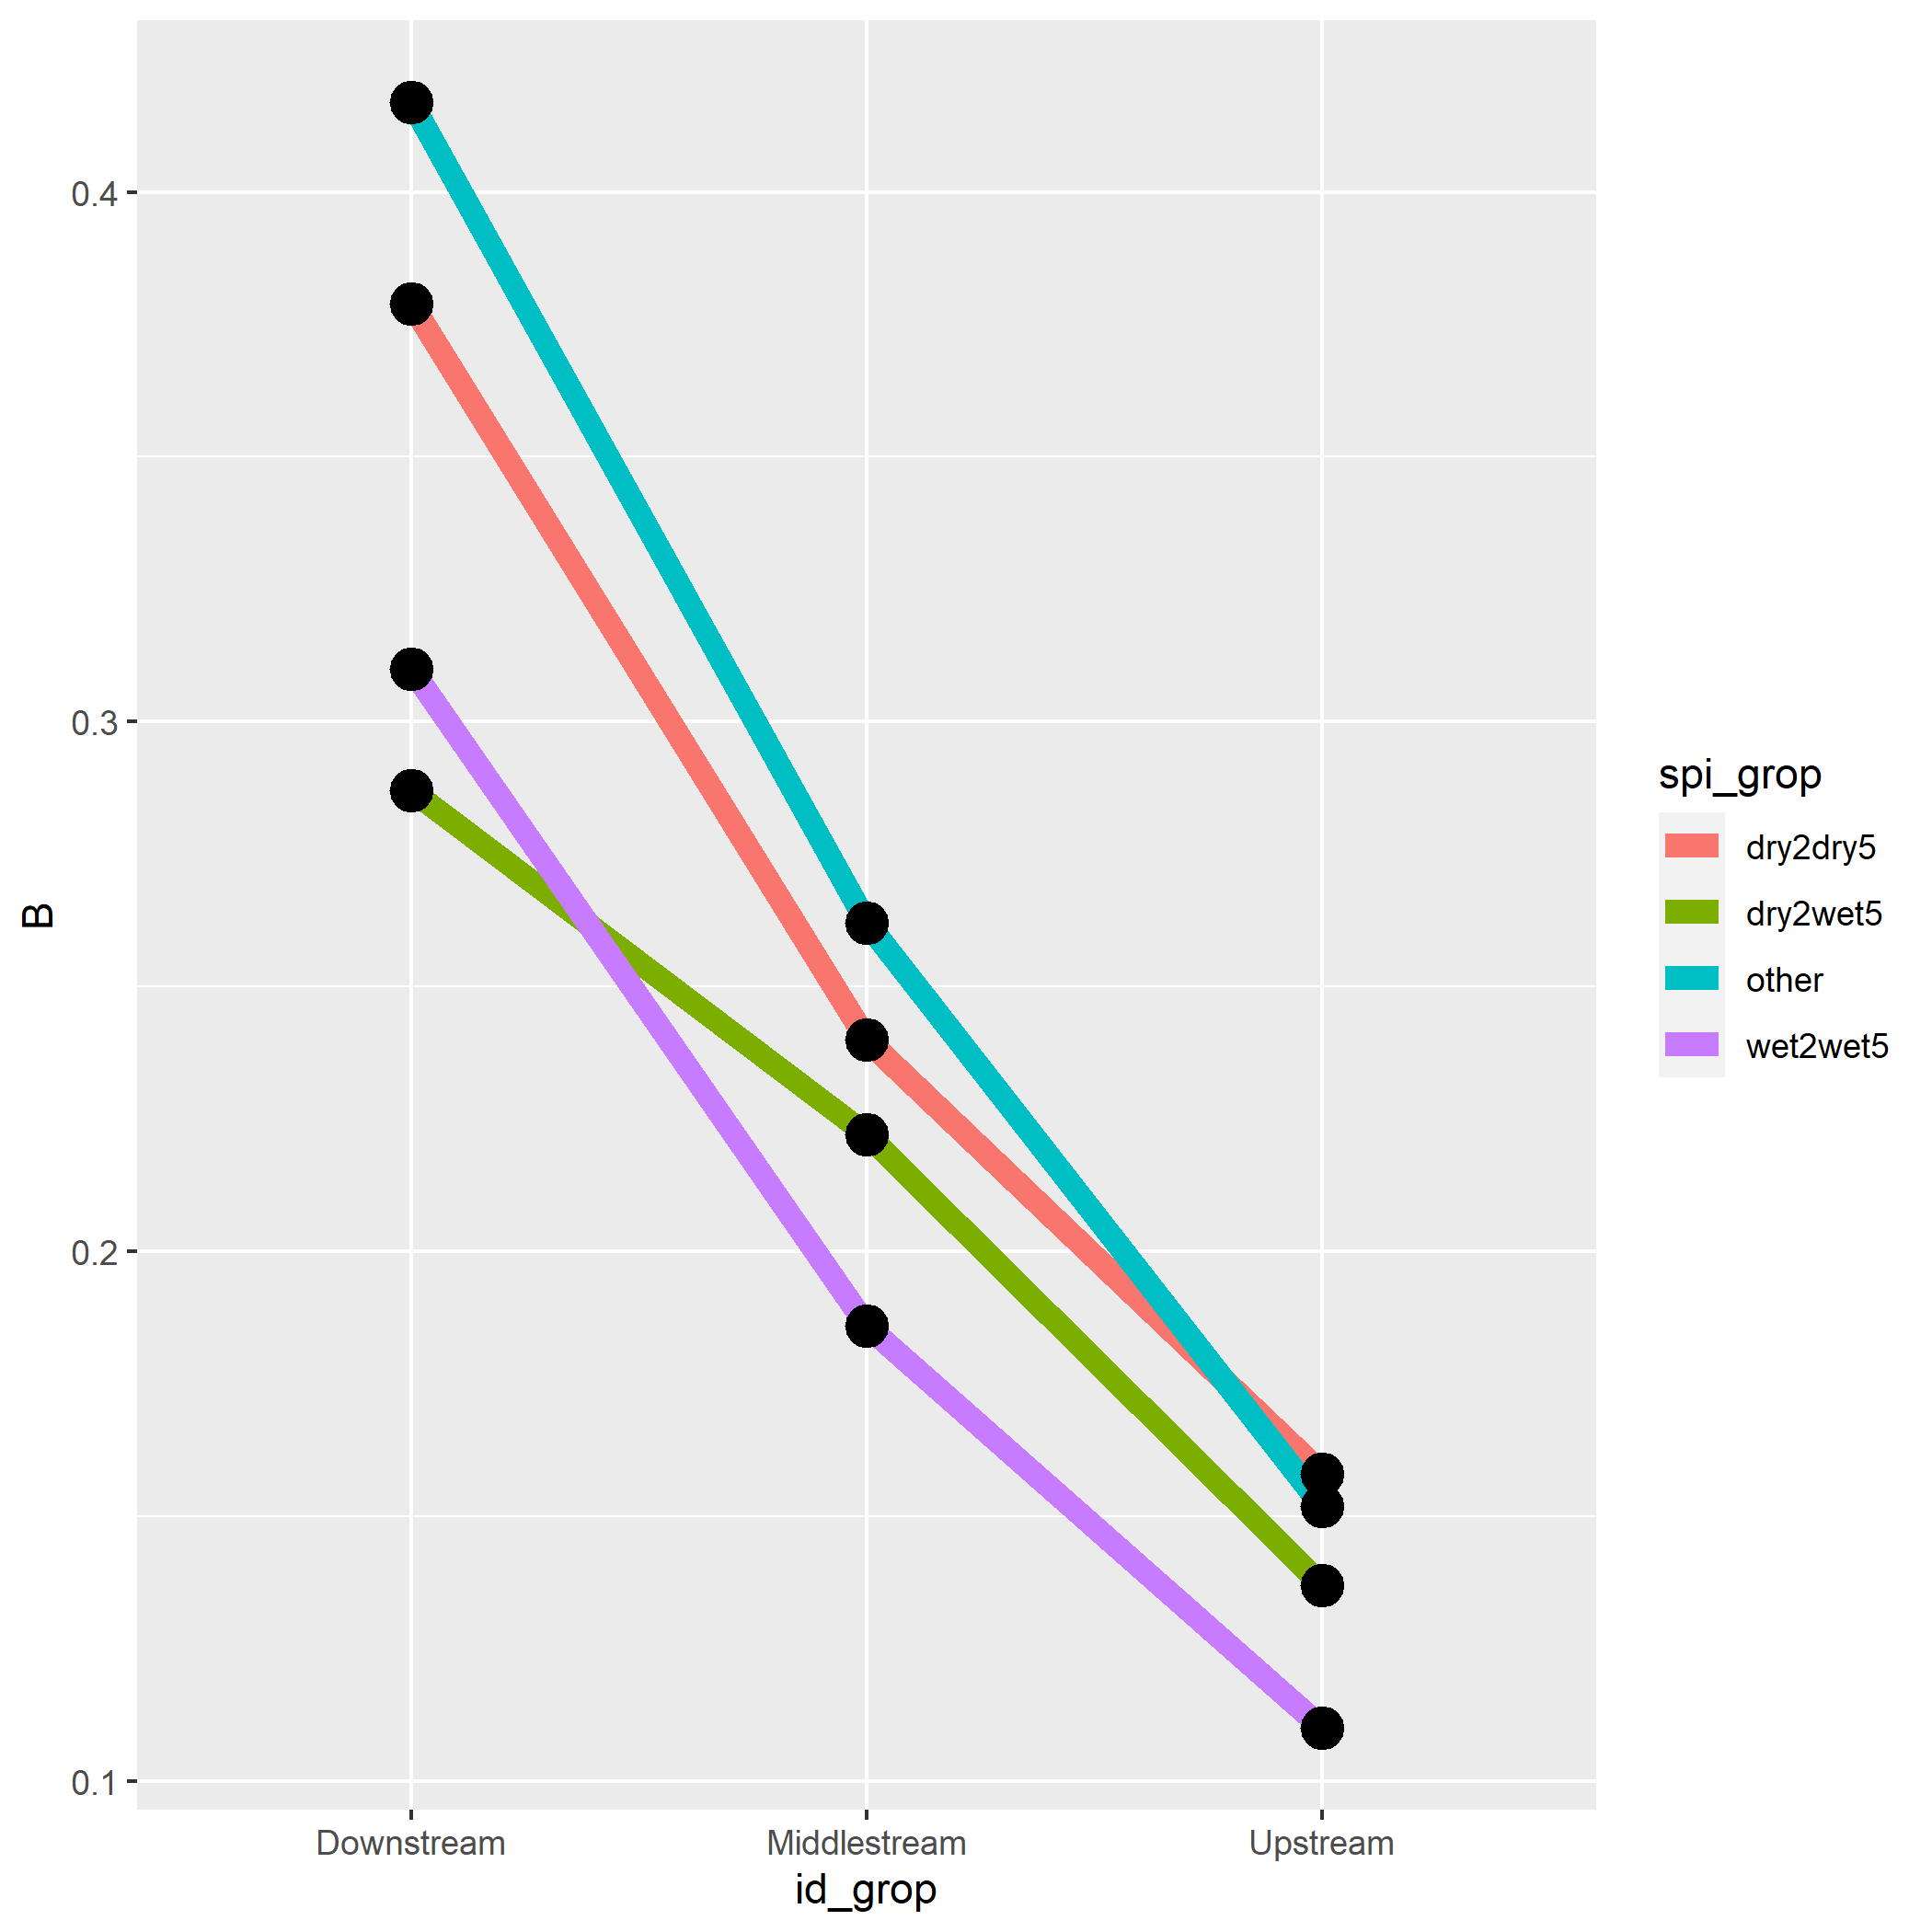 0.4
0.3
0.2
0.1
B
Downstream
Middlestream
Upstream
id_grop
spi_grop
dry2dry5
dry2wet5
other
wet2wet5